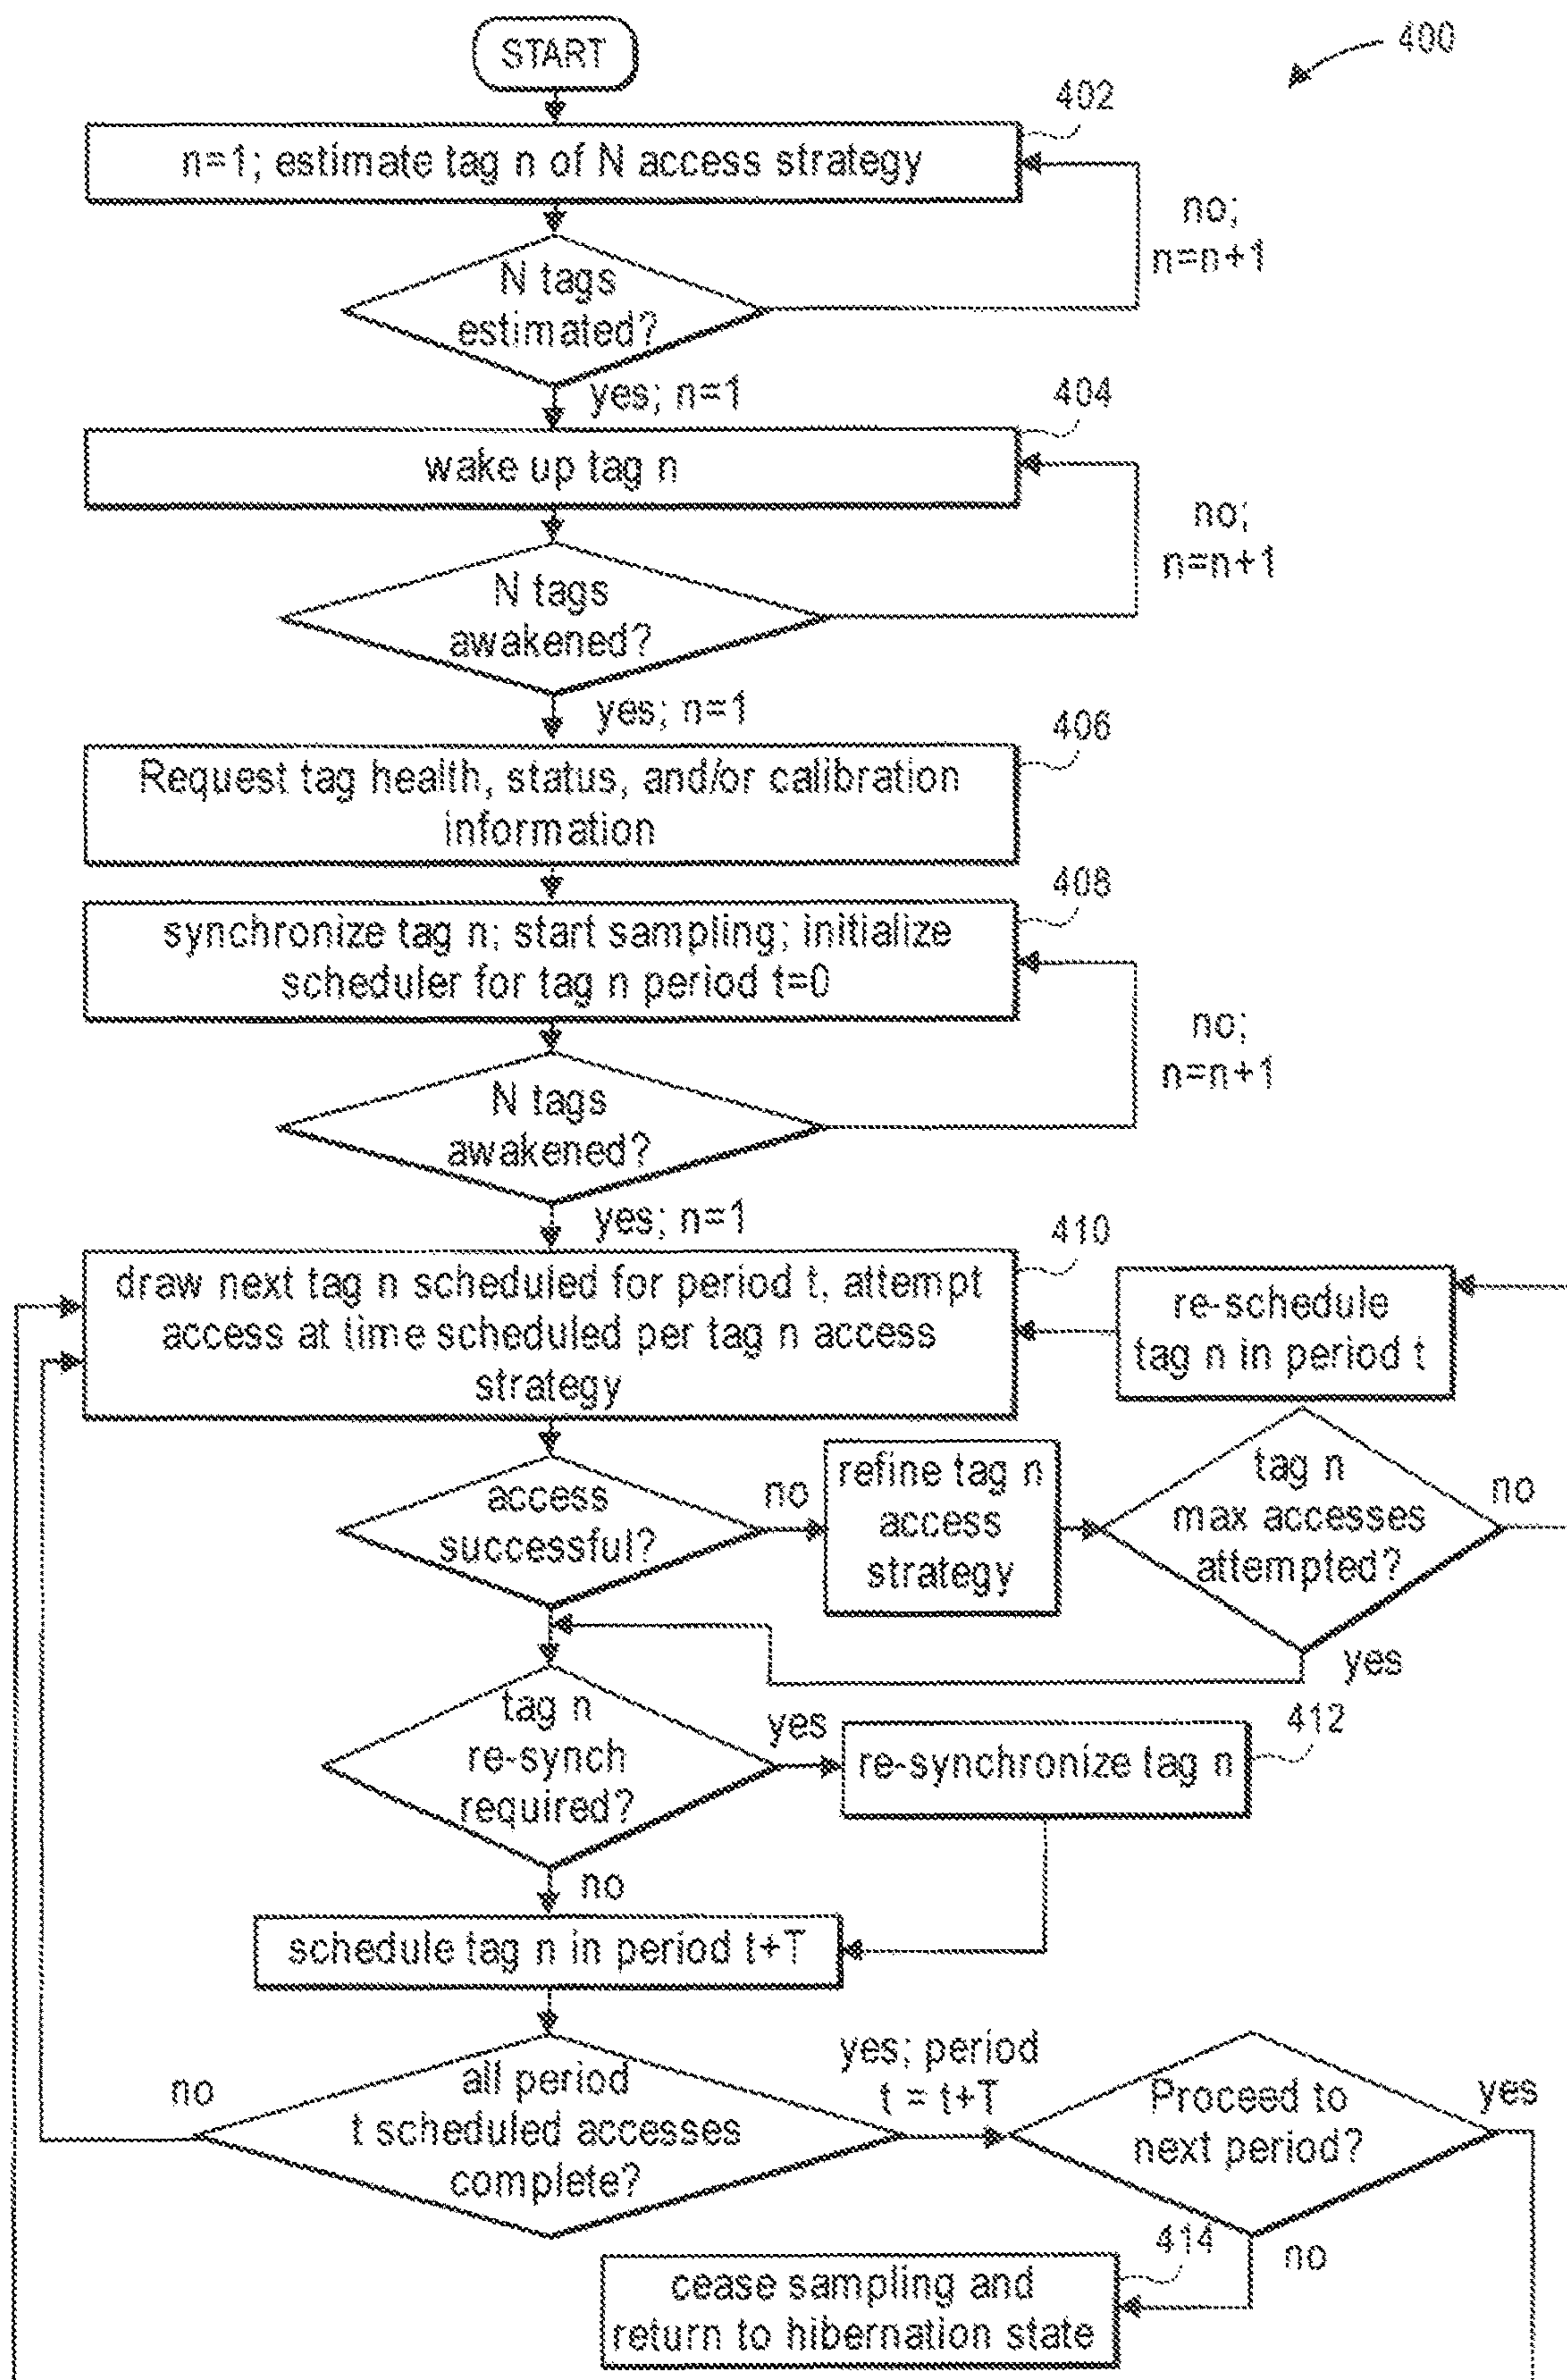 START
400
402
n=1; estimate tag n of N access strategy
no;
n=n+1
N tags
estimated?
yes; n=1
404
wake up tag n
no;
n=n+1
N tags
awakened?
yes; n=1
406
Request tag health, status, and/or calibration
information
408
synchronize tag n; start sampling; initialize
scheduler for tag n period t=0
no;
n=n+1
N tags
awakened?
yes; n=1
410
draw next tag n scheduled for period t, attempt
access at time scheduled per tag n access
strategy
re-schedule
tag n in period t
access
successful?
no
refine tag n
access
strategy
tag n
max accesses
attempted?
no
yes
tag n
re-synch
required?
yes
412
re-synchronize tag n
no
schedule tag n in period t+T
no
all period
t scheduled accesses
complete?
yes; period
t = t+T
Proceed to
next period?
yes
414
no
cease sampling and
return to hibernation state